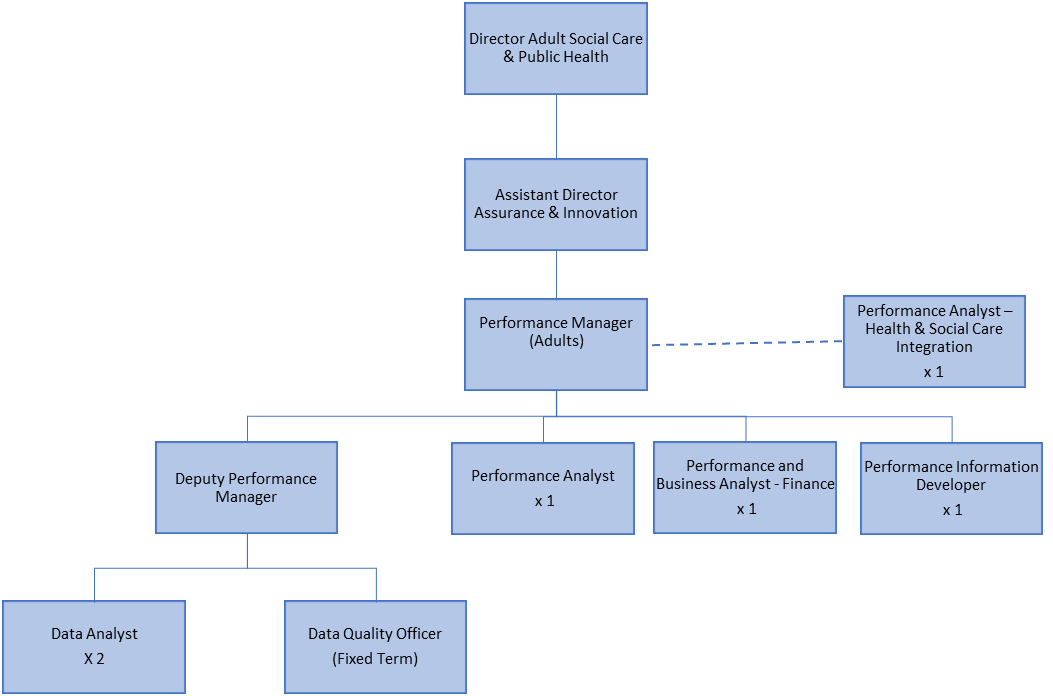 Director Adult Social Care
& Public Health
Assistant Director
Assurance & Innovation
Performance Manager
(Adults)
Performance Analyst –
Health & Social Care
Integration
x 1
Deputy Performance
Manager
Performance Analyst
x 1
Performance and
Business Analyst - Finance
x 1
Performance Information
Developer
x 1
Data Analyst
X 2
Data Quality Officer
(Fixed Term)